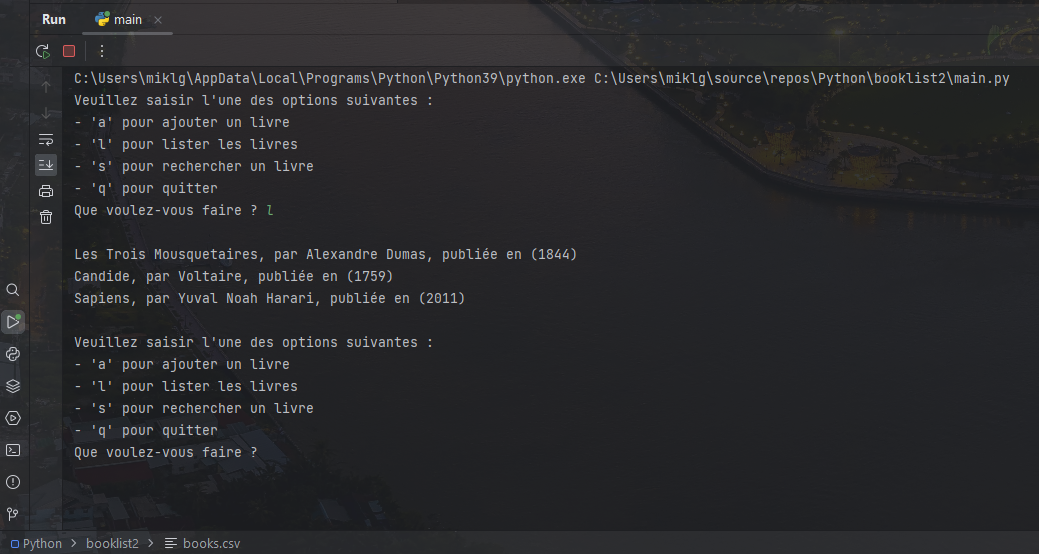 Run main
C:\Users\miklg\AppData\Local\Programs\Python\Python39\python.exe C:\Users\miklg\source\repos\Python\booklist2\main.py
Veuillez saisir l'une des options suivantes :
- 'a' pour ajouter un livre
- 'l' pour lister les livres
- 's' pour rechercher un livre
- 'q' pour quitter
Que voulez-vous faire ? l
Les Trois Mousquetaires, par Alexandre Dumas, publiée en (1844)
Candide, par Voltaire, publiée en (1759)
Sapiens, par Yuval Noah Harari, publiée en (2011)
Veuillez saisir l'une des options suivantes :
- 'a' pour ajouter un livre
- 'l' pour lister les livres
- 's' pour rechercher un livre
- 'q' pour quitter
Que voulez-vous faire ?
Python > booklist2 > books.csv